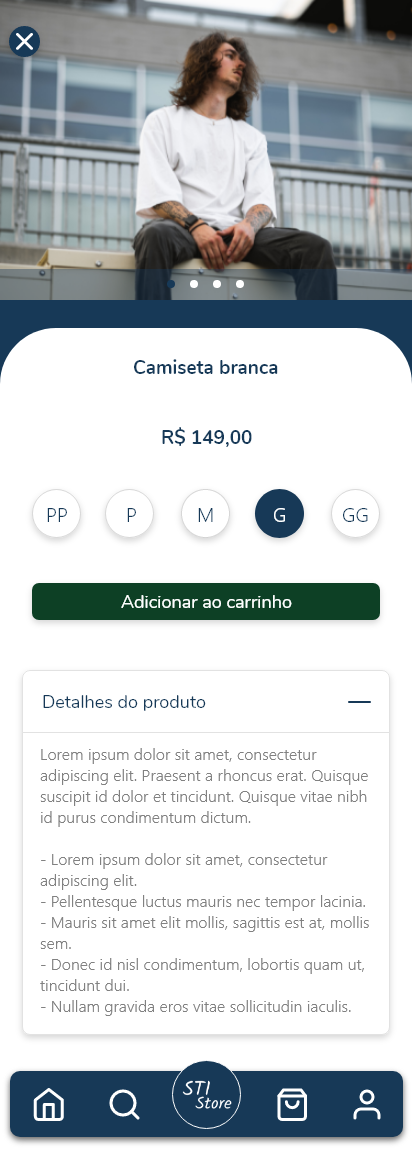 Camiseta branca
R$ 149,00
PP P M G GG
Adicionar ao carrinho
Detalhes do produto
Lorem ipsum dolor sit amet, consectetur
adipiscing elit. Praesent a rhoncus erat. Quisque
suscipit id dolor et tincidunt. Quisque vitae nibh
id purus condimentum dictum.
- Lorem ipsum dolor sit amet, consectetur
adipiscing elit.
- Pellentesque luctus mauris nec tempor lacinia.
- Mauris sit amet elit mollis, sagittis est at, mollis
sem.
- Donec id nisl condimentum, lobortis quam ut,
tincidunt dui.
- Nullam gravida eros vitae sollicitudin iaculis.
STI
Store